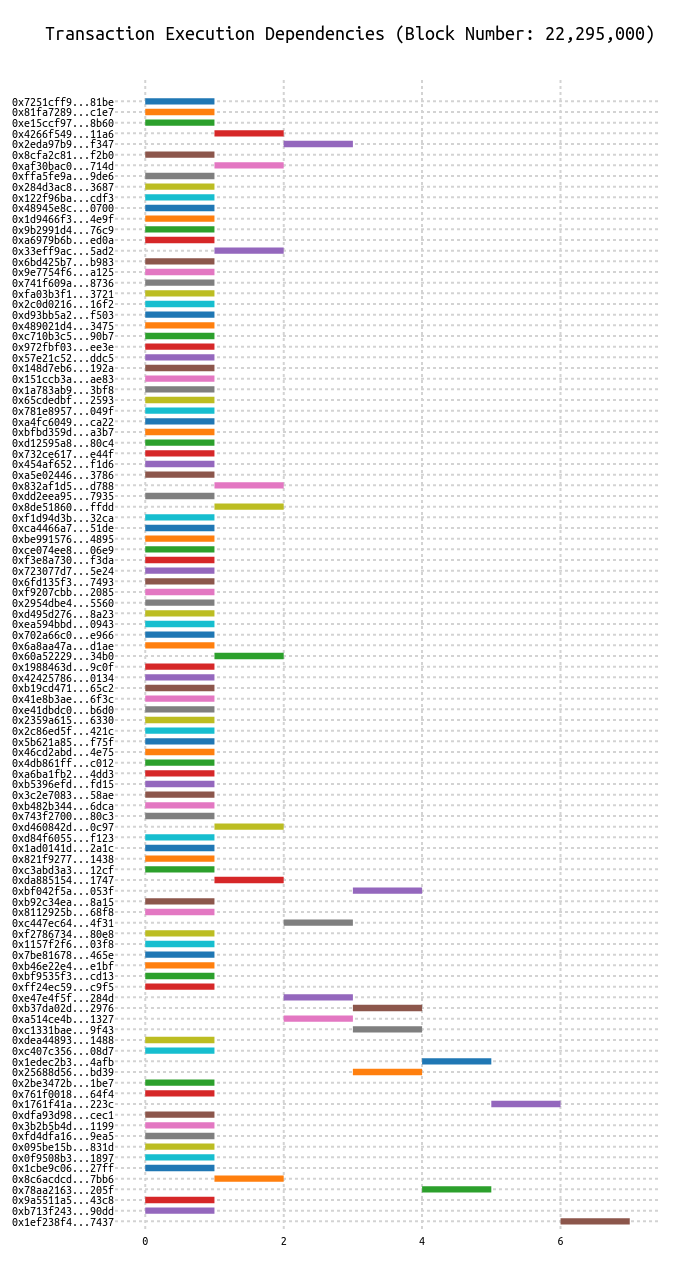 Transaction Execution Dependencies (Block Number: 22,295,000)
0x7251cff9...81be
0x81fa7289...c1e7
0xe15ccf97...8b60
0x4266f549...11a6
0x2eda97b9...f347
0x8cfa2c81...f2b0
0xaf30bac0...714d
0xffa5fe9a...9de6
0x284d3ac8...3687
0x122f96ba...cdf3
0x48945e8c...0700
0x1d9466f3...4e9f
0x9b2991d4...76c9
0xa6979b6b...ed0a
0x33eff9ac...5ad2
0x6bd425b7...b983
0x9e7754f6...a125
0x741f609a...8736
0xfa03b3f1...3721
0x2c0d0216...16f2
0xd93bb5a2...f503
0x489021d4...3475
0xc710b3c5...90b7
0x972fbf03...ee3e
0x57e21c52...ddc5
0x148d7eb6...192a
0x151ccb3a...ae83
0x1a783ab9...3bf8
0x65cdedbf...2593
0x781e8957...049f
0xa4fc6049...ca22
0xbfbd359d...a3b7
0xd12595a8...80c4
0x732ce617...e44f
0x454af652...f1d6
0xa5e02446...3786
0x832af1d5...d788
0xdd2eea95...7935
0x8de51860...ffdd
0xf1d94d3b...32ca
0xca4466a7...51de
0xbe991576...4895
0xce074ee8...06e9
0xf3e8a730...f3da
0x723077d7...5e24
0x6fd135f3...7493
0xf9207cbb...2085
0x2954dbe4...5560
0xd495d276...8a23
0xea594bbd...0943
0x702a66c0...e966
0x6a8aa47a...d1ae
0x60a52229...34b0
0x1988463d...9c0f
0x42425786...0134
0xb19cd471...65c2
0x41e8b3ae...6f3c
0xe41dbdc0...b6d0
0x2359a615...6330
0x2c86ed5f...421c
0x5b621a85...f75f
0x46cd2abd...4e75
0x4db861ff...c012
0xa6ba1fb2...4dd3
0xb5396efd...fd15
0x3c2e7083...58ae
0xb482b344...6dca
0x743f2700...80c3
0xd460842d...0c97
0xd84f6055...f123
0x1ad0141d...2a1c
0x821f9277...1438
0xc3abd3a3...12cf
0xda885154...1747
0xbf042f5a...053f
0xb92c34ea...8a15
0x8112925b...68f8
0xc447ec64...4f31
0xf2786734...80e8
0x1157f2f6...03f8
0x7be81678...465e
0xb46e22e4...e1bf
0xbf9535f3...cd13
0xff24ec59...c9f5
0xe47e4f5f...284d
0xb37da02d...2976
0xa514ce4b...1327
0xc1331bae...9f43
0xdea44893...1488
0xc407c356...08d7
0x1edec2b3...4afb
0x25688d56...bd39
0x2be3472b...1be7
0x761f0018...64f4
0x1761f41a...223c
0xdfa93d98...cec1
0x3b2b5b4d...1199
0xfd4dfa16...9ea5
0x095be15b...831d
0x0f9508b3...1897
0x1cbe9c06...27ff
0x8c6acdcd...7bb6
0x78aa2163...205f
0x9a5511a5...43c8
0xb713f243...90dd
0x1ef238f4...7437
0 2 4 6